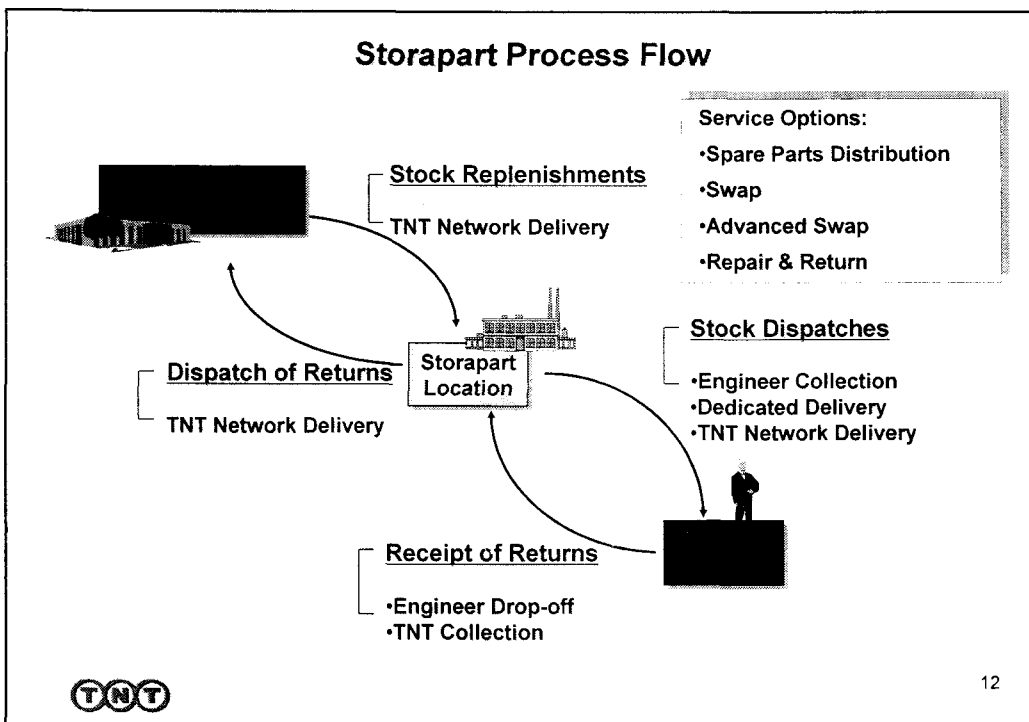 Storapart Process Flow
Service Options:
•Spare Parts Distribution
•Swap
•Advanced Swap
•Repair & Return
Stock Replenishments
TNT Network Delivery
Storapart
Location
Stock Dispatches
•Engineer Collection
•Dedicated Delivery
•TNT Network Delivery
Dispatch of Returns
TNT Network Delivery
Receipt of Returns
•Engineer Drop-off
•TNT Collection
TNT
12